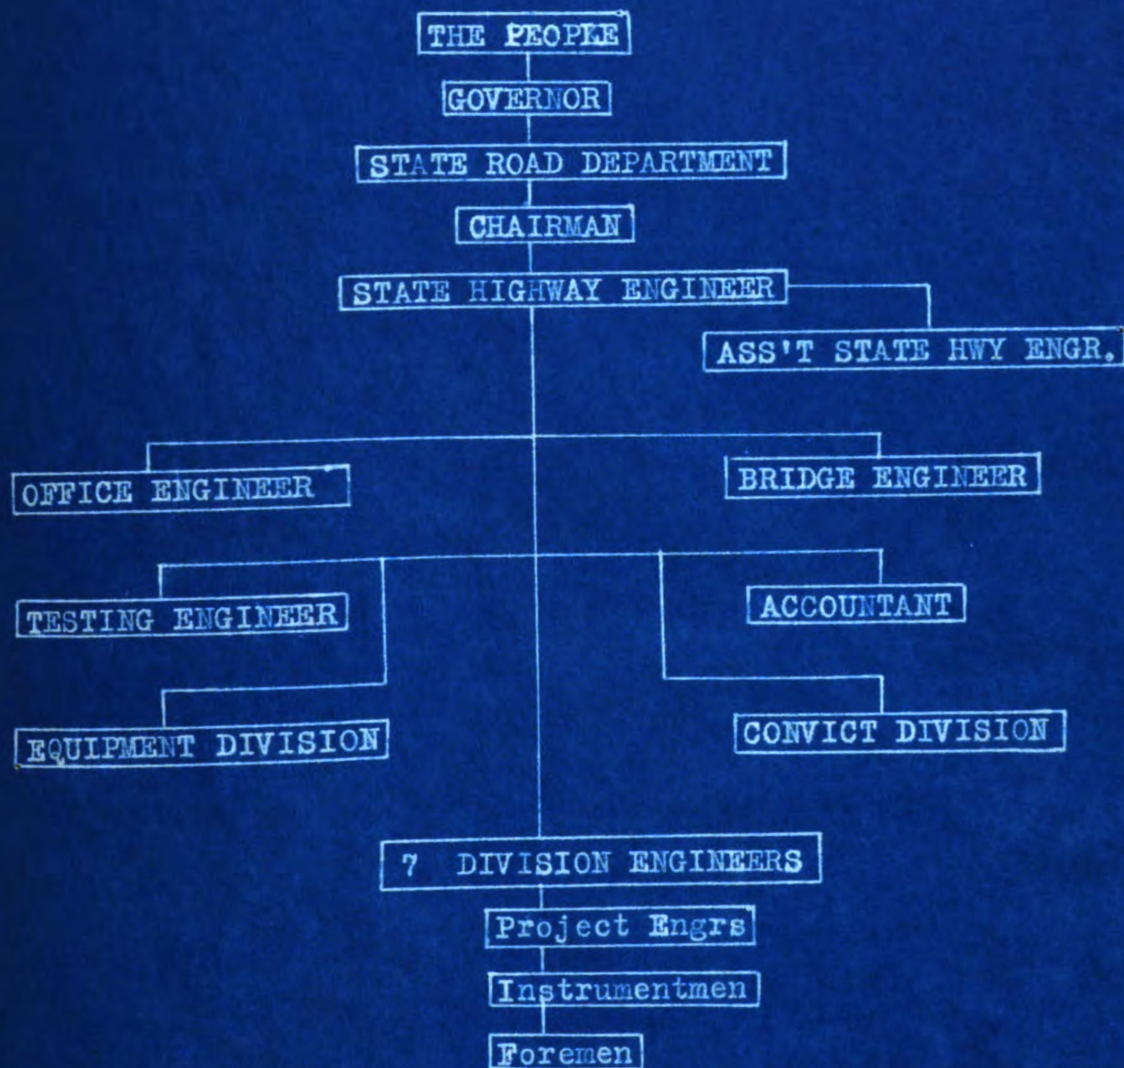 THE PEOPLE
GOVERNOR
STATE ROAD DEPARTMENT
CHAIRMAN
STATE HIGHWAY ENGINEER
ASS'T STATE HWY ENGR.
OFFICE ENGINEER
BRIDGE ENGINEER
TESTING ENGINEER
ACCOUNTANT
EQUIPMENT DIVISION
CONVICT DIVISION
7 DIVISION ENGINEERS
Project Engrs
Instrumentmen
Foremen